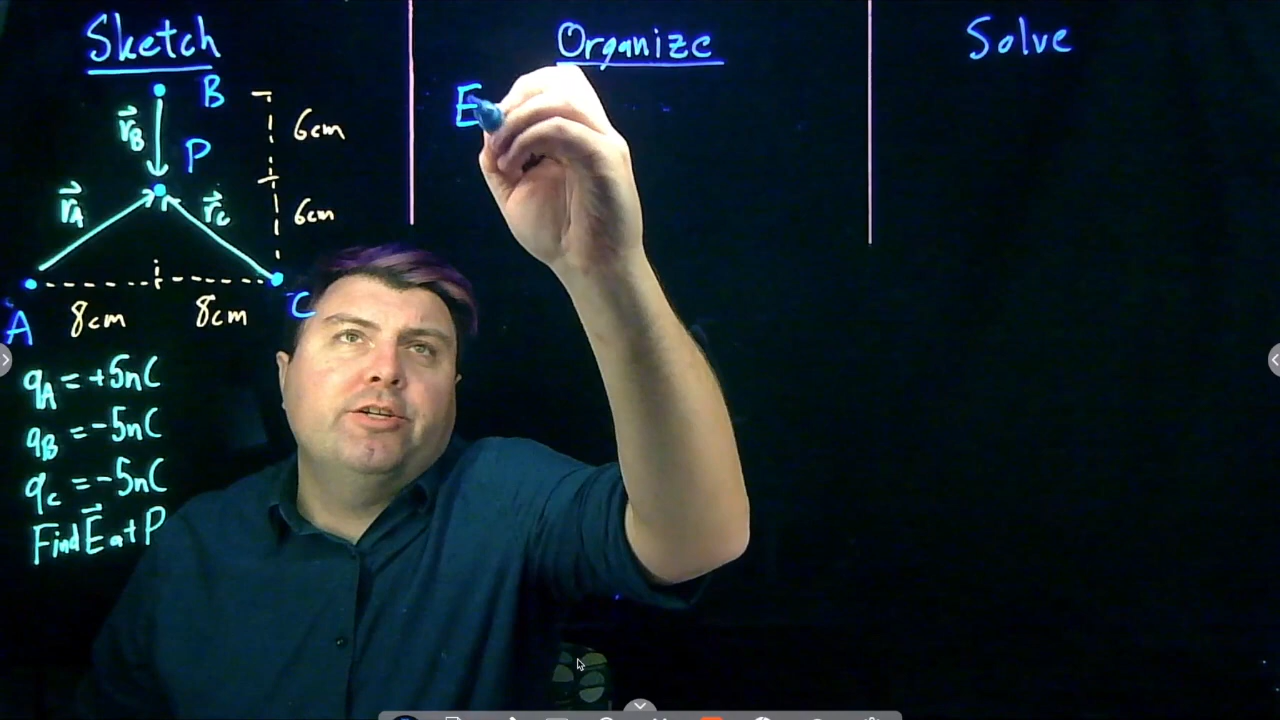 Sketch
B
6cm
r⃗B
P
r⃗A
r⃗c
6cm
A
8cm
8cm
C
qA = +5nC
qB = -5nC
qc = -5nC
Find E⃗ at P
Organize
E
Solve